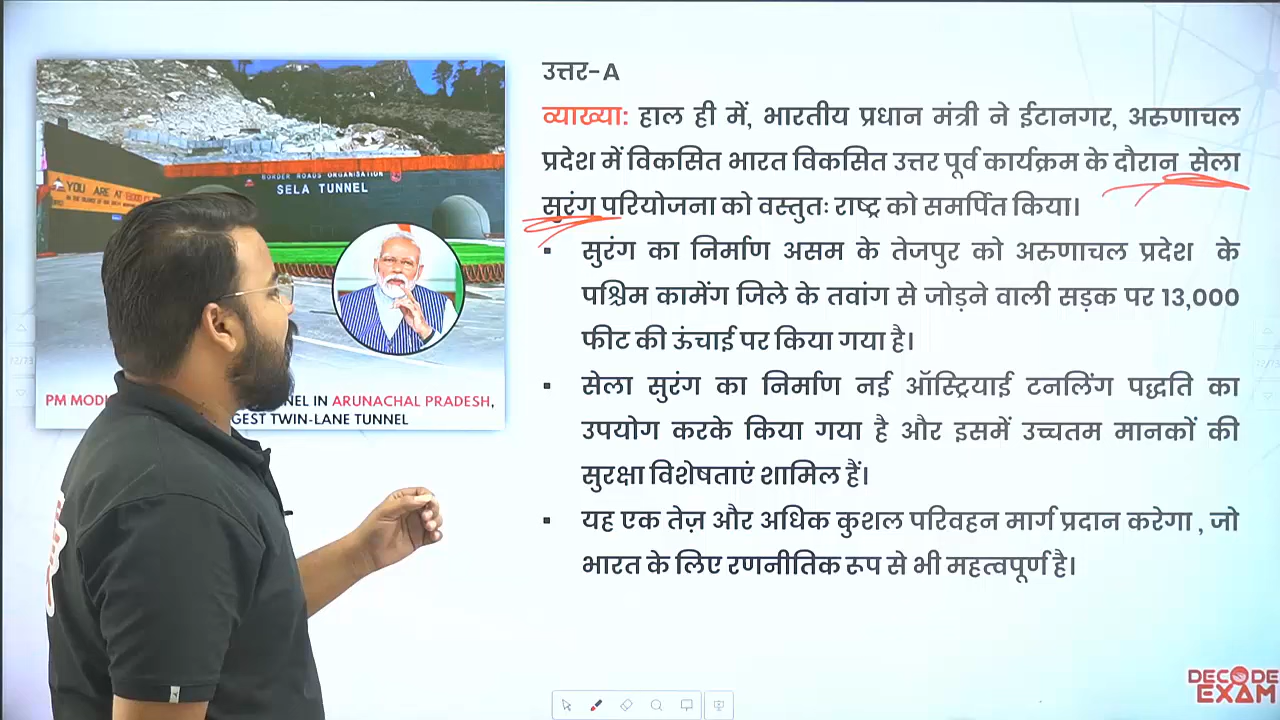 YOU ARE AT 13000
BORDER ROADS ORGANISATION
SELA TUNNEL
PM MODI
NEL IN ARUNACHAL PRADESH,
GEST TWIN-LANE TUNNEL
उत्तर-A
व्याख्या: हाल ही में, भारतीय प्रधान मंत्री ने ईटानगर, अरुणाचल
प्रदेश में विकसित भारत विकसित उत्तर पूर्व कार्यक्रम के दौरान सेला
सुरंग परियोजना को वस्तुतः राष्ट्र को समर्पित किया।
▪ सुरंग का निर्माण असम के तेजपुर को अरुणाचल प्रदेश के
पश्चिम कामेंग जिले के तवांग से जोड़ने वाली सड़क पर 13,000
फीट की ऊंचाई पर किया गया है।
▪ सेला सुरंग का निर्माण नई ऑस्ट्रियाई टनलिंग पद्धति का
उपयोग करके किया गया है और इसमें उच्चतम मानकों की
सुरक्षा विशेषताएं शामिल हैं।
▪ यह एक तेज़ और अधिक कुशल परिवहन मार्ग प्रदान करेगा , जो
भारत के लिए रणनीतिक रूप से भी महत्वपूर्ण है।
DECODE
EXAM